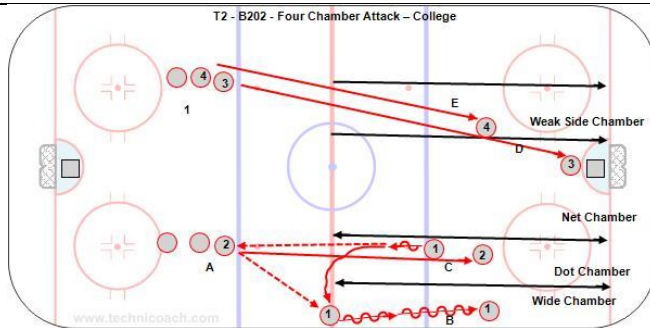 T2 - B202 - Four Chamber Attack – College
4
3
E
1
4
Weak Side Chamber
D
3
Net Chamber
2
1
2
A
C
Dot Chamber
Wide Chamber
1
1
B
www.technicoach.com